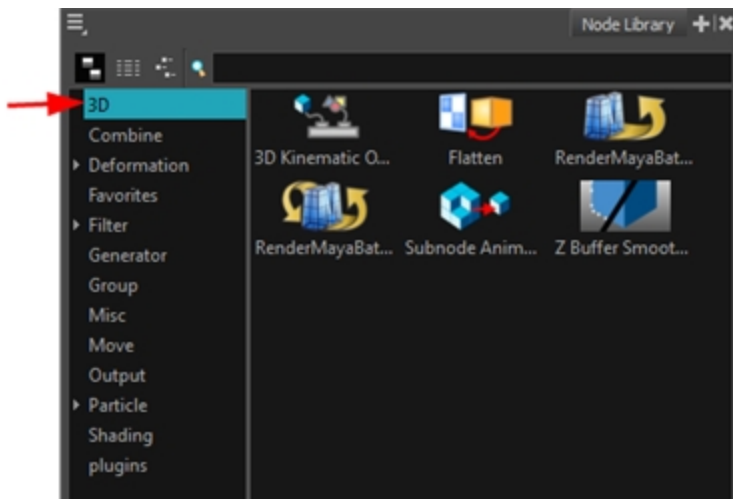 Node Library
3D
Combine
Deformation
Favorites
Filter
Generator
Group
Misc
Move
Output
Particle
Shading
plugins
3D Kinematic O... Flatten RenderMayaBat...
RenderMayaBat... Subnode Anim... Z Buffer Smoot...